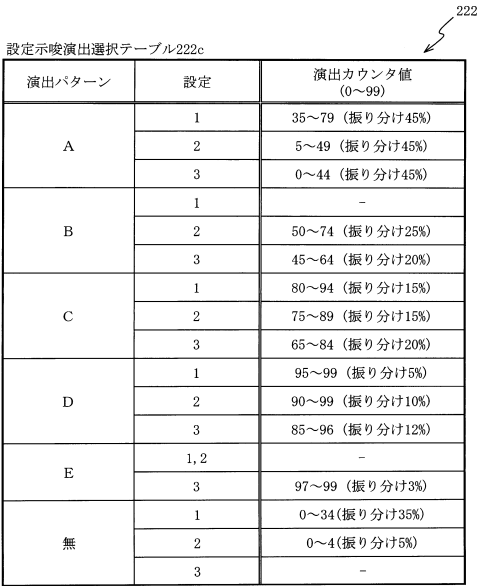 222
設定示唆演出選択テーブル222c
演出パターン 設定 演出カウンタ値
(0～99)
A
1 35～79 (振り分け45%)
2 5～49 (振り分け45%)
3 0～44 (振り分け45%)
B
1 －
2 50～74 (振り分け25%)
3 45～64 (振り分け20%)
C
1 80～94 (振り分け15%)
2 75～89 (振り分け15%)
3 65～84 (振り分け20%)
D
1 95～99 (振り分け5%)
2 90～99 (振り分け10%)
3 85～96 (振り分け12%)
E
1,2 －
3 97～99 (振り分け3%)
無
1 0～34(振り分け35%)
2 0～4(振り分け5%)
3 －